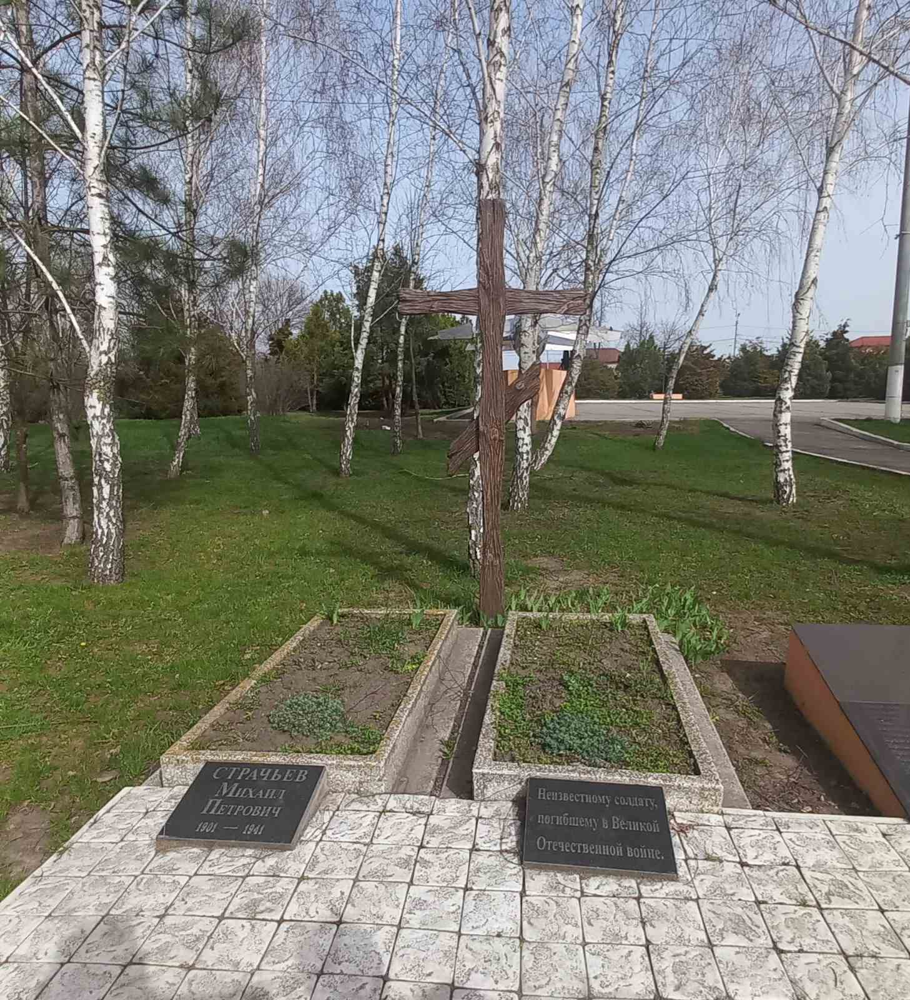 СТРАЧЬЕВ
МИХАИЛ
ПЕТРОВИЧ
1901 — 1941
Неизвестному солдату,
погибшему в Великой
Отечественной войне.